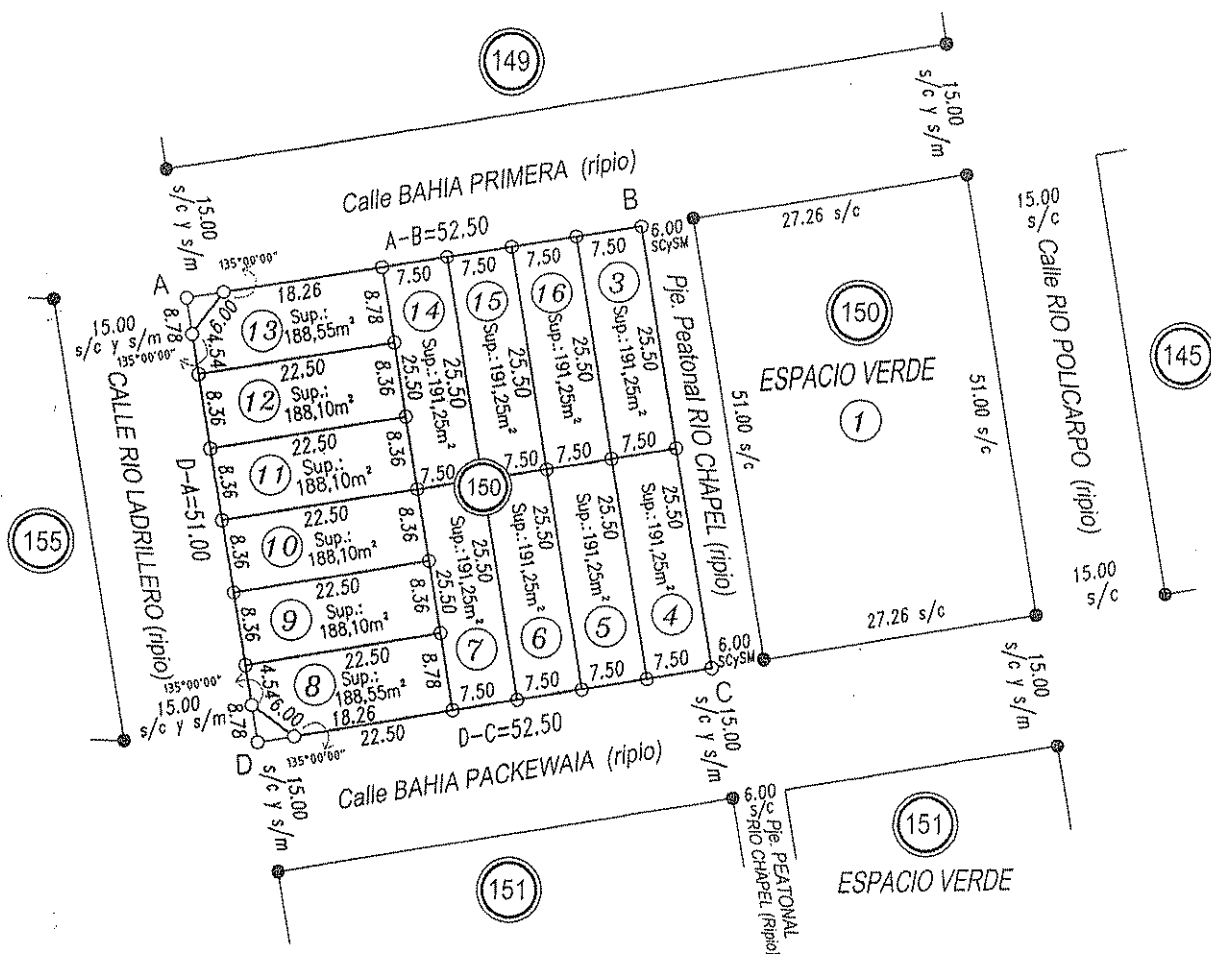 149
15.00
s/c y s/m
Calle BAHIA PRIMERA (ripio)
B
6.00
SCySM
27.26 s/c
15.00
s/c
15.00
s/c y s/m
A-B=52.50
135°00'00"
A
18.26
7.50
7.50
7.50
7.50
13
Sup.:
188,55m²
8.78
14
15
16
3
Pje. Peatonal RIO CHAPEL (ripio)
150
ESPACIO VERDE
1
Calle RIO POLICARPO (ripio)
145
15.00
s/c y s/m
8.78
6.00
4.54
135°00'00"
22.50
12
Sup.:
188,10m²
8.36
8.36
25.50
Sup.:191,25m²
25.50
Sup.:191,25m²
25.50
Sup.:191,25m²
25.50
Sup.:191,25m²
25.50
51.00 s/c
51.00 s/c
CALLE RIO LADRILLERO (ripio)
D-A=51.00
22.50
11
Sup.:
188,10m²
8.36
8.36
7.50
150
7.50
7.50
7.50
155
22.50
10
Sup.:
188,10m²
8.36
8.36
25.50
Sup.:191,25m²
25.50
Sup.:191,25m²
25.50
Sup.:191,25m²
25.50
Sup.:191,25m²
22.50
9
Sup.:
188,10m²
8.36
8.36
25.50
7
6
5
4
15.00
s/c
27.26 s/c
22.50
8
Sup.:
188,55m²
8.78
4.54
6.00
18.26
135°00'00"
15.00
s/c y s/m
8.78
7.50
7.50
7.50
7.50
6.00
SCySM
C
D
135°00'00"
22.50
D-C=52.50
15.00
s/c y s/m
15.00
s/c y s/m
15.00
s/c y s/m
Calle BAHIA PACKEWAIA (ripio)
6.00
s/c
Pje. PEATONAL
RIO CHAPEL (Ripio)
151
151
ESPACIO VERDE